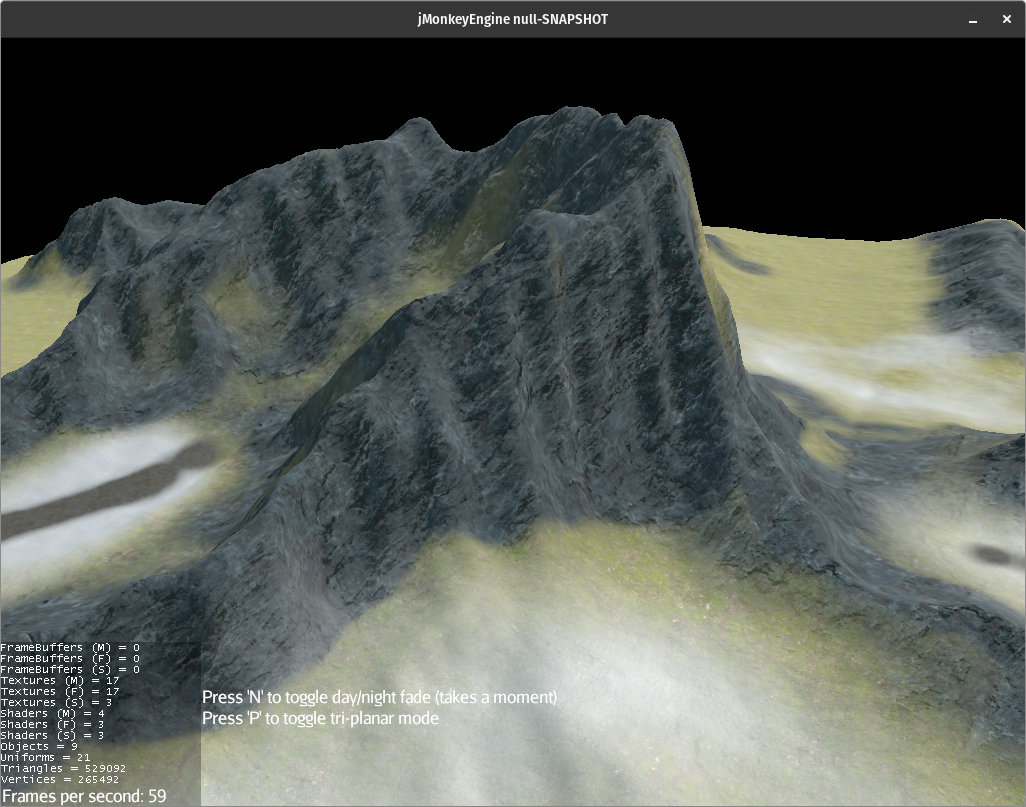 jMonkeyEngine null-SNAPSHOT
FrameBuffers (M) = 0
FrameBuffers (F) = 0
FrameBuffers (S) = 0
Textures (M) = 17
Textures (F) = 17
Textures (S) = 3
Shaders (M) = 4
Shaders (F) = 3
Shaders (S) = 3
Objects = 9
Uniforms = 21
Triangles = 529092
Vertices = 265492
Frames per second: 59
Press 'N' to toggle day/night fade (takes a moment)
Press 'P' to toggle tri-planar mode